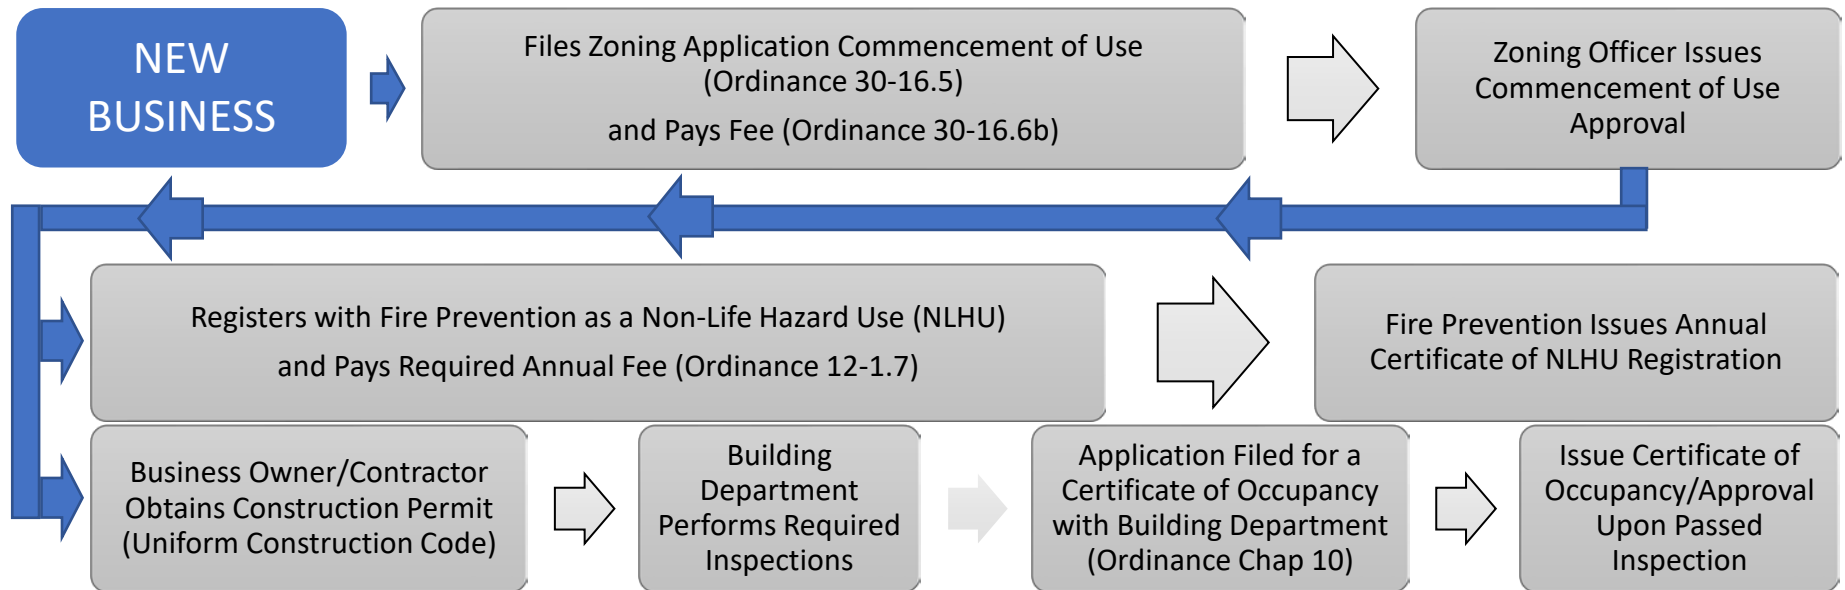 NEW
BUSINESS
Files Zoning Application Commencement of Use
(Ordinance 30-16.5)
and Pays Fee (Ordinance 30-16.6b)
Zoning Officer Issues
Commencement of Use
Approval
Registers with Fire Prevention as a Non-Life Hazard Use (NLHU)
and Pays Required Annual Fee (Ordinance 12-1.7)
Fire Prevention Issues Annual
Certificate of NLHU Registration
Business Owner/Contractor
Obtains Construction Permit
(Uniform Construction Code)
Building
Department
Performs Required
Inspections
Application Filed for a
Certificate of Occupancy
with Building Department
(Ordinance Chap 10)
Issue Certificate of
Occupancy/Approval
Upon Passed
Inspection